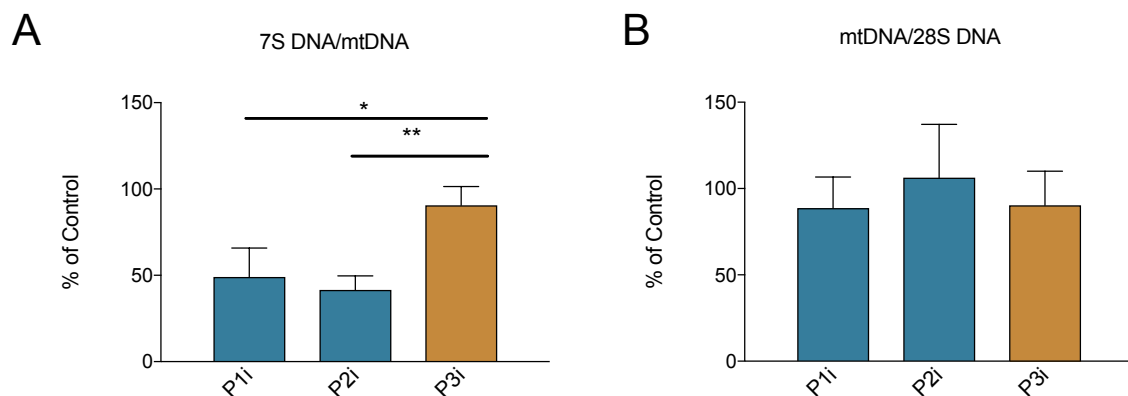 A
7S DNA/mtDNA
% of Control
150
100
50
0
*
**
P1i
P2i
P3i
B
mtDNA/28S DNA
% of Control
150
100
50
0
P1i
P2i
P3i